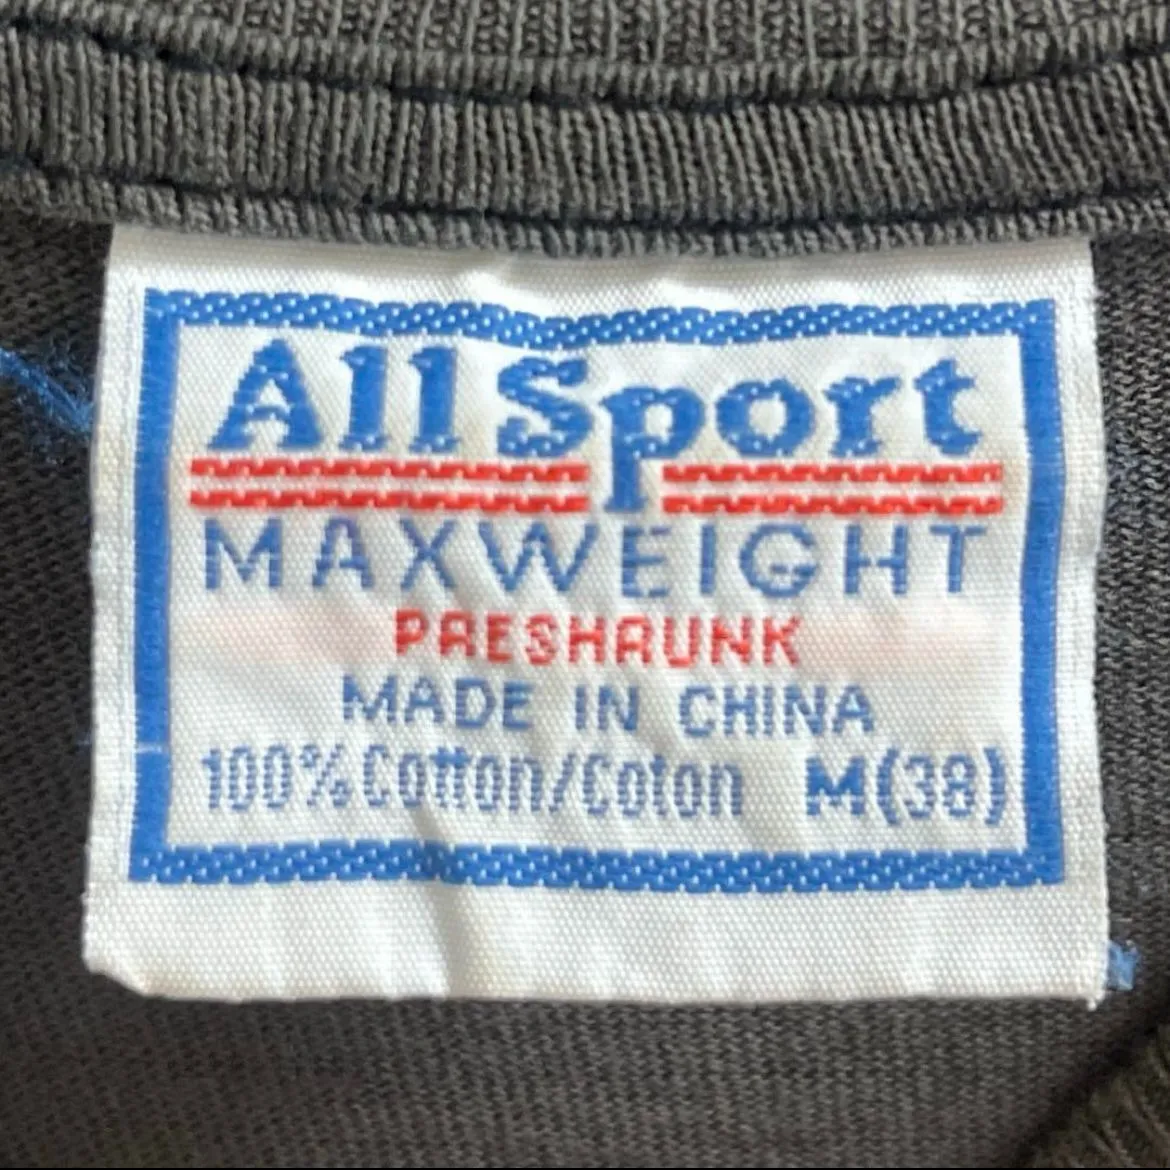 All Sport
MAXWEIGHT
PRESHRUNK
MADE IN CHINA
100% Cotton/Coton M(38)